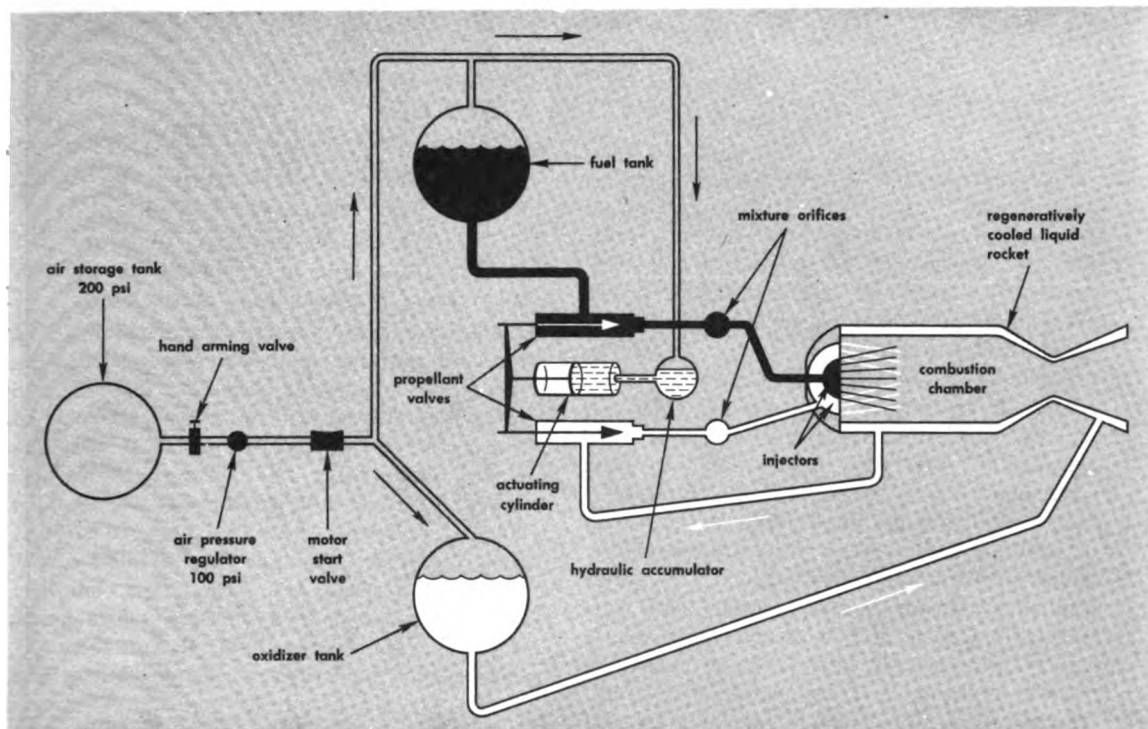 fuel tank
mixture orifices
regeneratively
cooled liquid
rocket
air storage tank
200 psi
hand arming valve
propellant
valves
combustion
chamber
injectors
actuating
cylinder
air pressure
regulator
100 psi
motor
start
valve
hydraulic accumulator
oxidizer tank